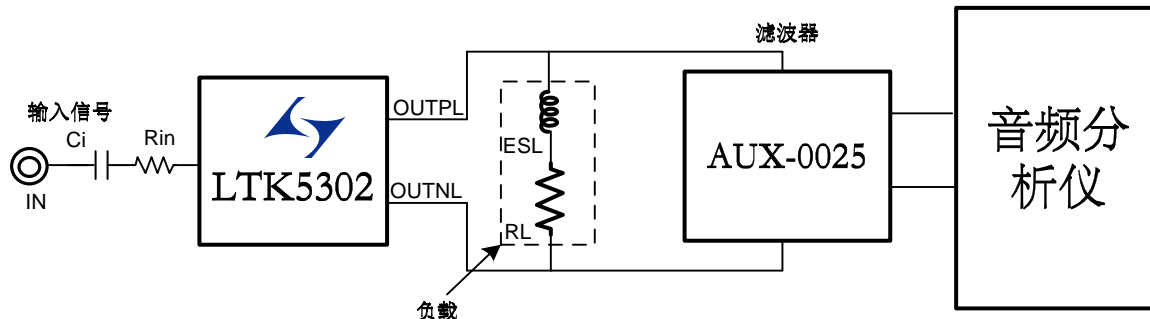 输入信号
Ci
Rin
IN
LTK5302
OUTPL
OUTNL
ESL
RL
负载
滤波器
AUX-0025
音频分
析仪